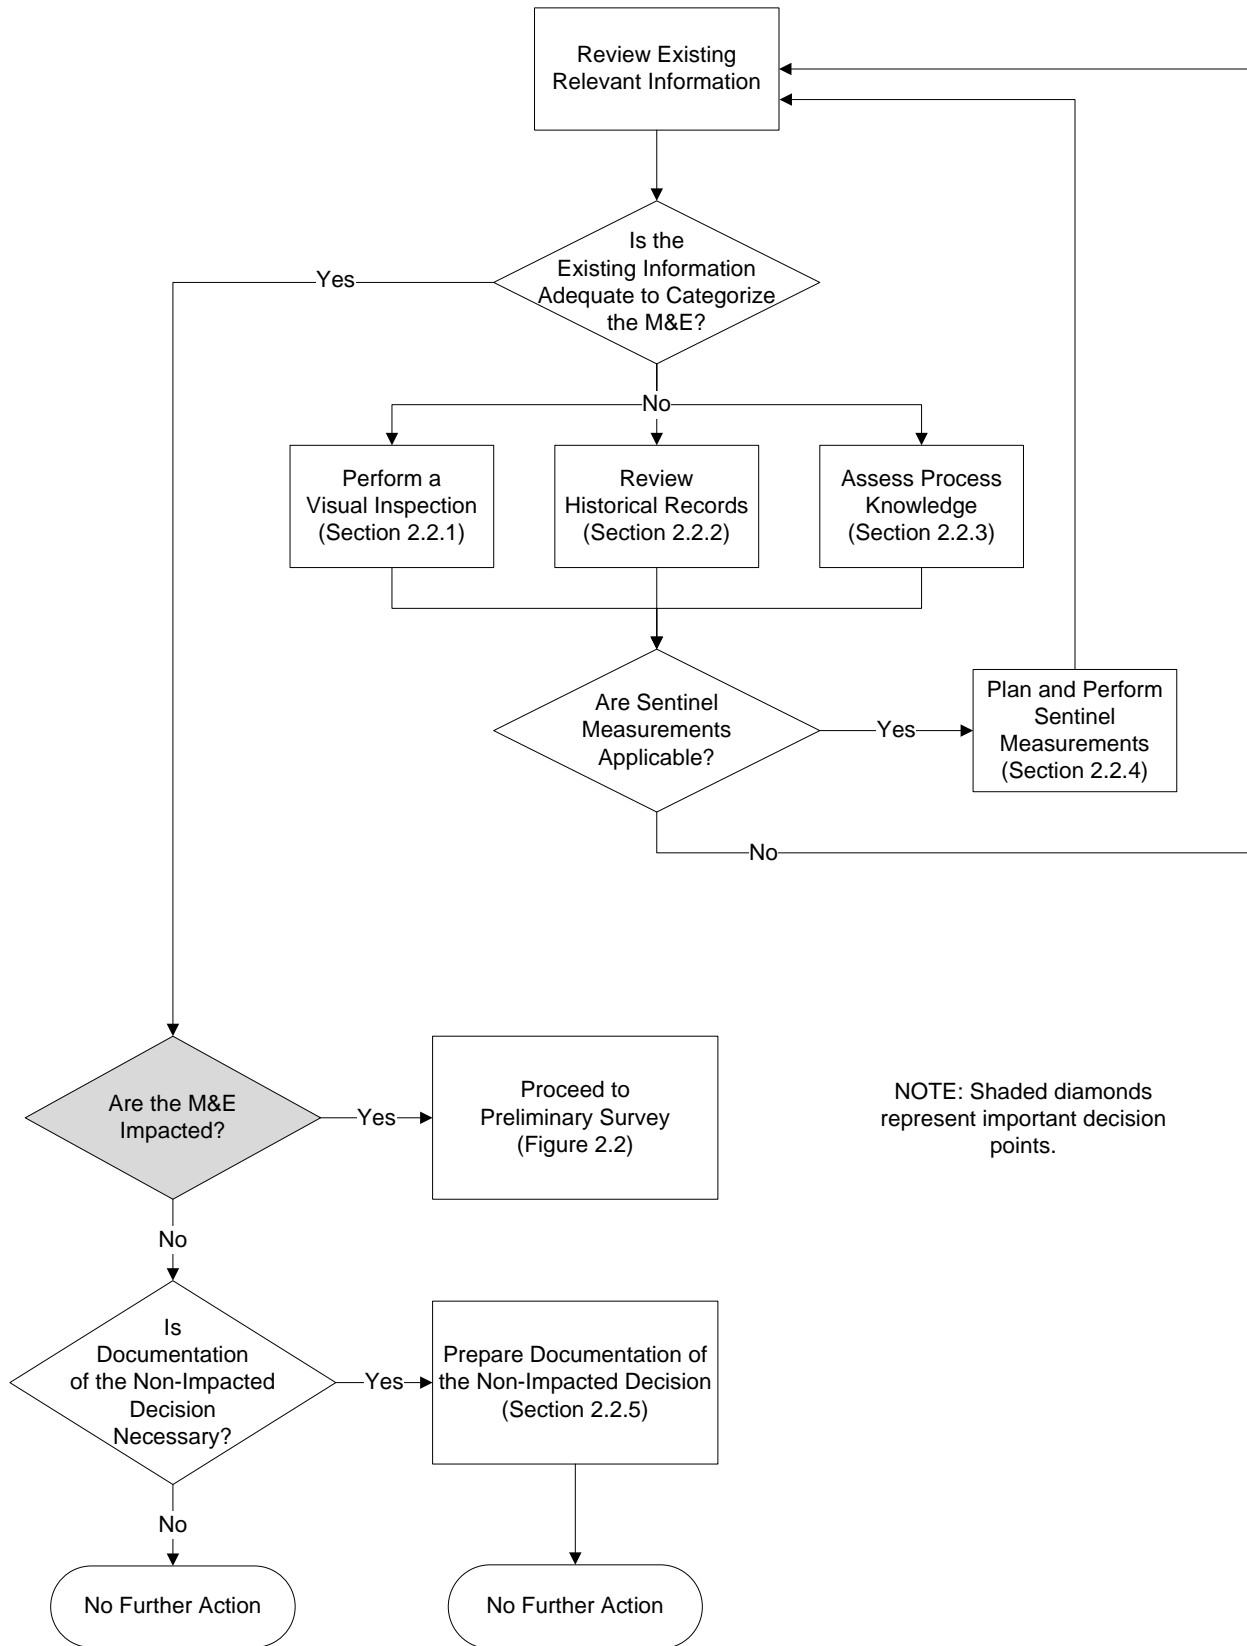 Review Existing
Relevant Information
Is the
Existing Information
Adequate to Categorize
the M&E?
Yes
No
Perform a
Visual Inspection
(Section 2.2.1)
Review
Historical Records
(Section 2.2.2)
Assess Process
Knowledge
(Section 2.2.3)
Are Sentinel
Measurements
Applicable?
Yes
Plan and Perform
Sentinel
Measurements
(Section 2.2.4)
No
Are the M&E
Impacted?
Yes
Proceed to
Preliminary Survey
(Figure 2.2)
NOTE: Shaded diamonds
represent important decision
points.
No
Is
Documentation
of the Non-Impacted
Decision
Necessary?
Yes
Prepare Documentation of
the Non-Impacted Decision
(Section 2.2.5)
No
No Further Action
No Further Action